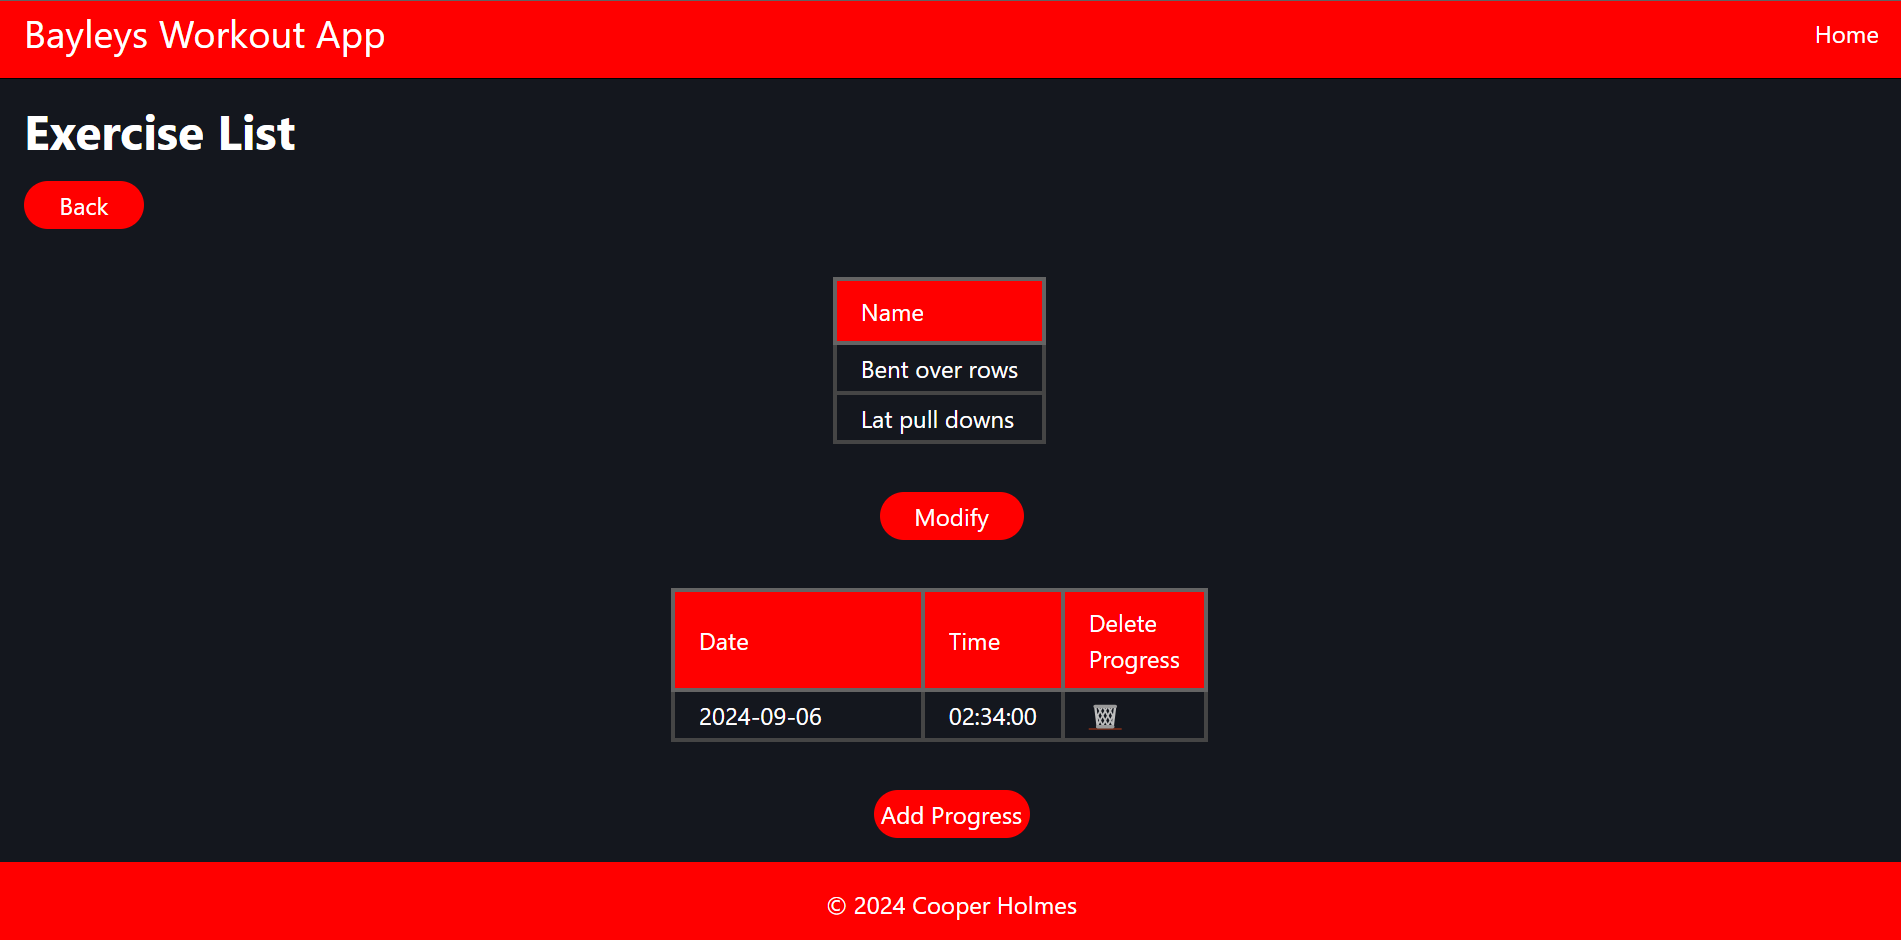 Bayleys Workout App
Home
Exercise List
Back
Name
Bent over rows
Lat pull downs
Modify
Date Time Delete Progress
2024-09-06 02:34:00
Add Progress
© 2024 Cooper Holmes